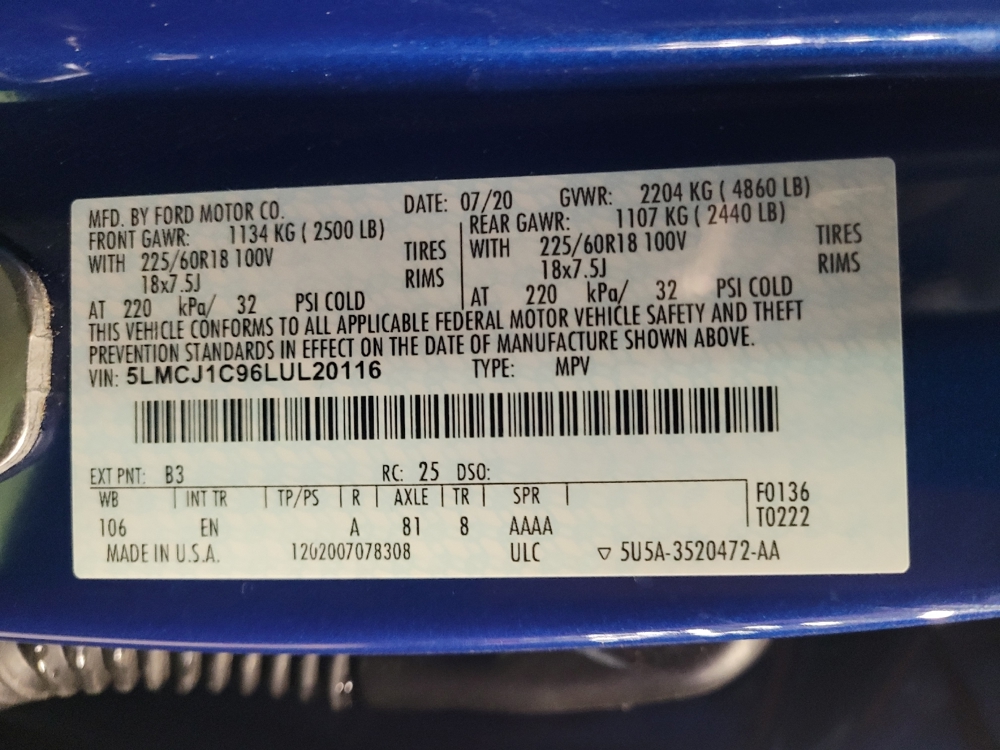 MFD. BY FORD MOTOR CO. DATE: 07/20 GVWR: 2204 KG ( 4860 LB)
FRONT GAWR: 1134 KG ( 2500 LB) REAR GAWR: 1107 KG ( 2440 LB)
WITH 225/60R18 100V TIRES WITH 225/60R18 100V TIRES
18x7.5J RIMS 18x7.5J RIMS
AT 220 kPa/ 32 PSI COLD AT 220 kPa/ 32 PSI COLD
THIS VEHICLE CONFORMS TO ALL APPLICABLE FEDERAL MOTOR VEHICLE SAFETY AND THEFT
PREVENTION STANDARDS IN EFFECT ON THE DATE OF MANUFACTURE SHOWN ABOVE.
VIN: 5LMCJ1C96LUL20116 TYPE: MPV
EXT PNT: B3 RC: 25 DSO:
WB INT TR TP/PS R AXLE TR SPR F0136
106 EN A 81 8 AAAA T0222
MADE IN U.S.A. 1202007078308 ULC ▽ 5U5A-3520472-AA